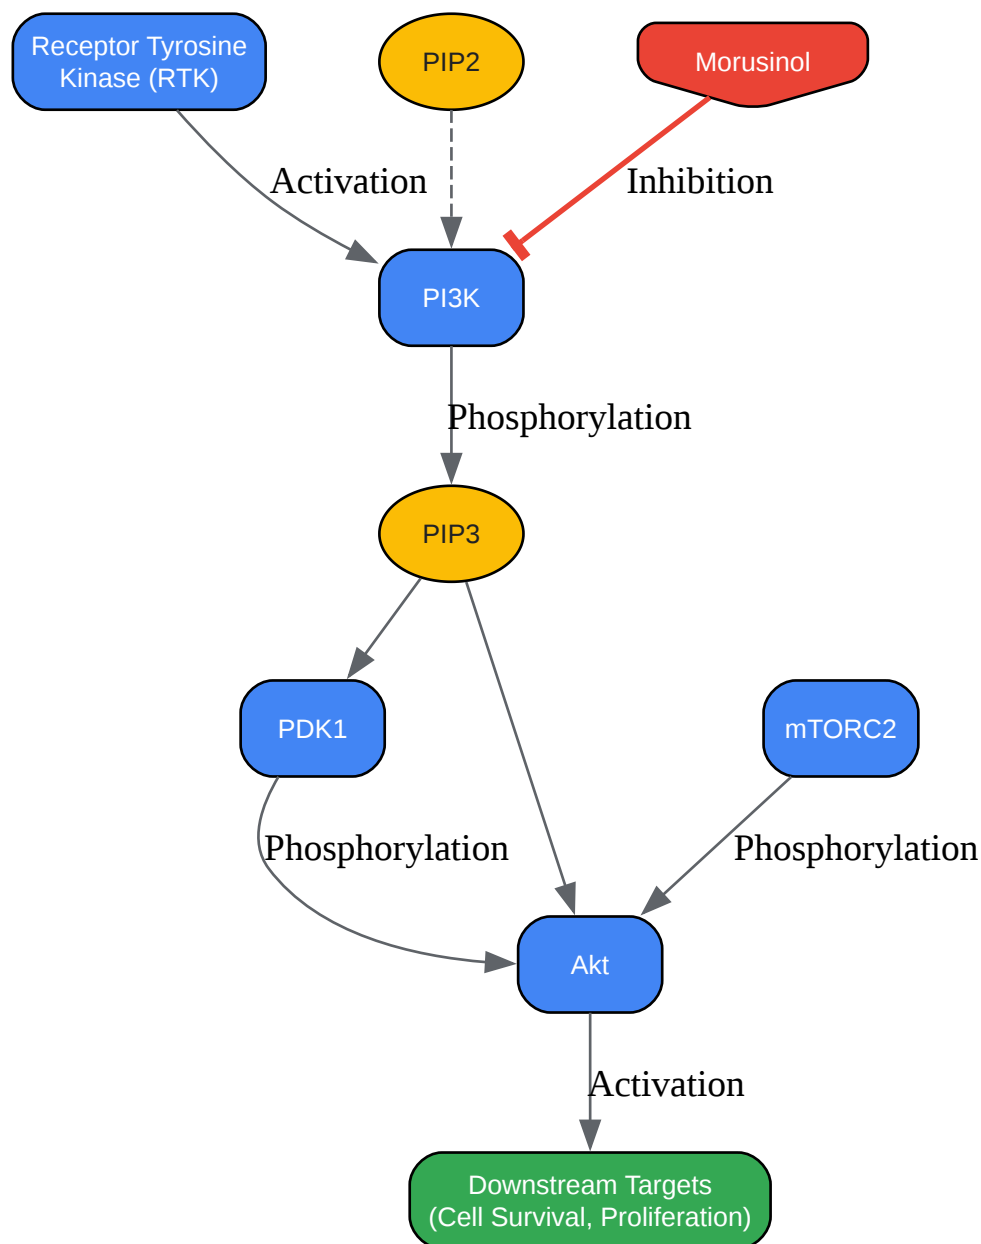 Receptor Tyrosine
Kinase (RTK)
PIP2
Morusinol
Activation
Inhibition
PI3K
Phosphorylation
PIP3
PDK1
mTORC2
Phosphorylation
Phosphorylation
Akt
Activation
Downstream Targets
(Cell Survival, Proliferation)